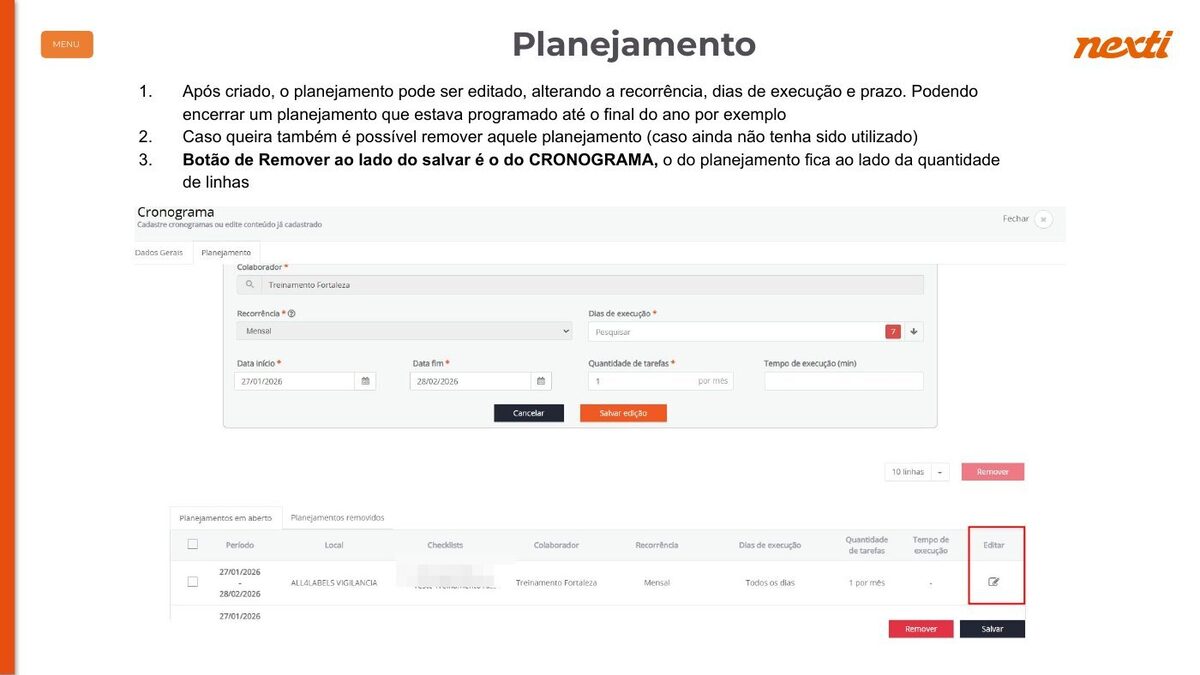 MENU
Planejamento
nexti
1. Após criado, o planejamento pode ser editado, alterando a recorrência, dias de execução e prazo. Podendo
encerrar um planejamento que estava programado até o final do ano por exemplo
2. Caso queira também é possível remover aquele planejamento (caso ainda não tenha sido utilizado)
3. Botão de Remover ao lado do salvar é o do CRONOGRAMA, o do planejamento fica ao lado da quantidade
de linhas
Cronograma
Cadastre cronogramas ou edite conteúdo já cadastrado
Fechar ×
Dados Gerais Planejamento
Colaborador *
Treinamento Fortaleza
Recorrência * Dias de execução *
Mensal Pesquisar 7
Data início * Data fim * Quantidade de tarefas * Tempo de execução (min)
27/01/2026 28/02/2026 1 por mês
Cancelar Salvar edição
10 linhas Remover
Planejamentos em aberto Planejamentos removidos
Período Local Checklists Colaborador Recorrência Dias de execução Quantidade de tarefas Tempo de execução Editar
27/01/2026
- ALL4LABELS VIGILANCIA Treinamento Fortaleza Mensal Todos os dias 1 por mês -
28/02/2026
27/01/2026
Remover Salvar